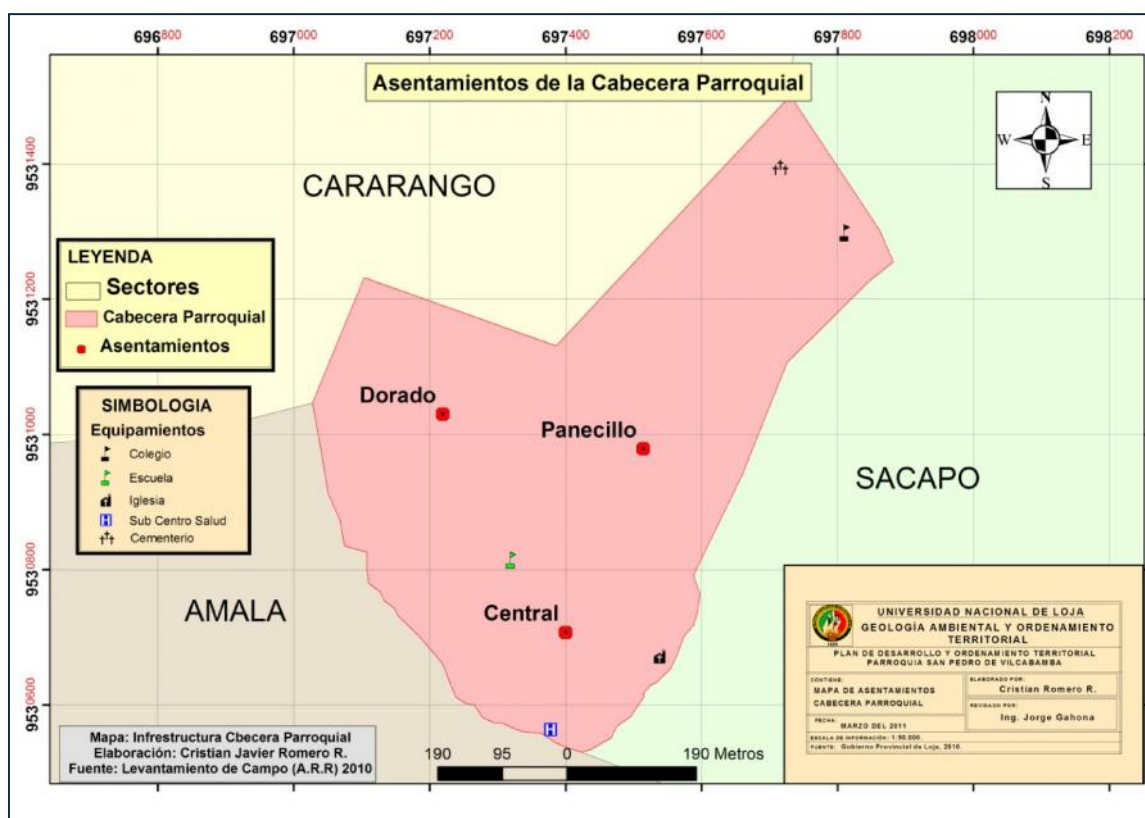 696800 697000 697200 697400 697600 697800 698000 698200
Asentamientos de la Cabecera Parroquial
N
W E
S
9531400
9531200
9531000
9530800
9530600
CARARANGO
LEYENDA
Sectores
Cabecera Parroquial
Asentamientos
SIMBOLOGIA
Equipamientos
Colegio
Escuela
Iglesia
Sub Centro Salud
Cementerio
Dorado
Panecillo
SACAPO
AMALA
Central
H
Mapa: Infrestructura Cbecera Parroquial
Elaboración: Cristian Javier Romero R.
Fuente: Levantamiento de Campo (A.R.R) 2010
190 95 0 190 Metros
UNIVERSIDAD NACIONAL DE LOJA
GEOLOGÍA AMBIENTAL Y ORDENAMIENTO
TERRITORIAL
PLAN DE DESARROLLO Y ORDENAMIENTO TERRITORIAL
PARROQUIA SAN PEDRO DE VILCABAMBA
CONTIENE:
MAPA DE ASENTAMIENTOS
CABECERA PARROQUIAL
ELABORADO POR:
Cristian Romero R.
REVISADO POR:
Ing. Jorge Gahona
FECHA:
MARZO DEL 2011
ESCALA DE INFORMACIÓN: 1:50.000.
FUENTE: Gobierno Provincial de Loja, 2010.